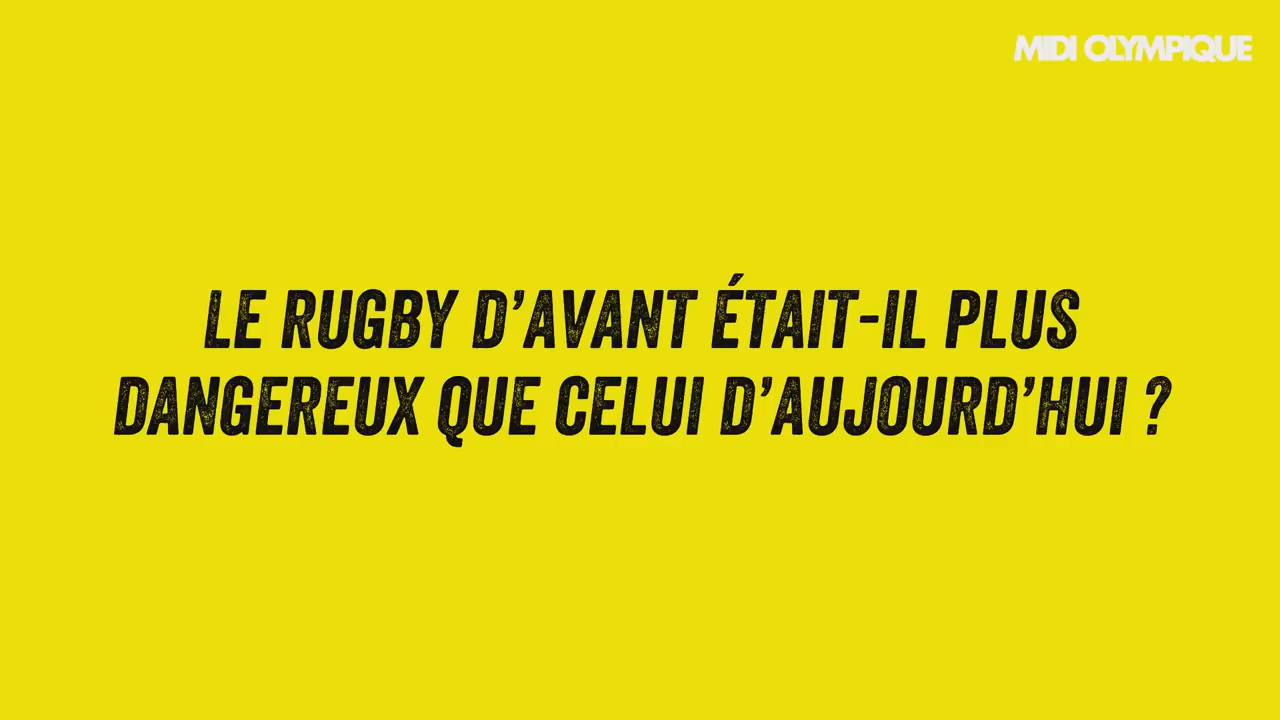 MIDI OLYMPIQUE
LE RUGBY D’AVANT ÉTAIT-IL PLUS
DANGEREUX QUE CELUI D’AUJOURD’HUI ?